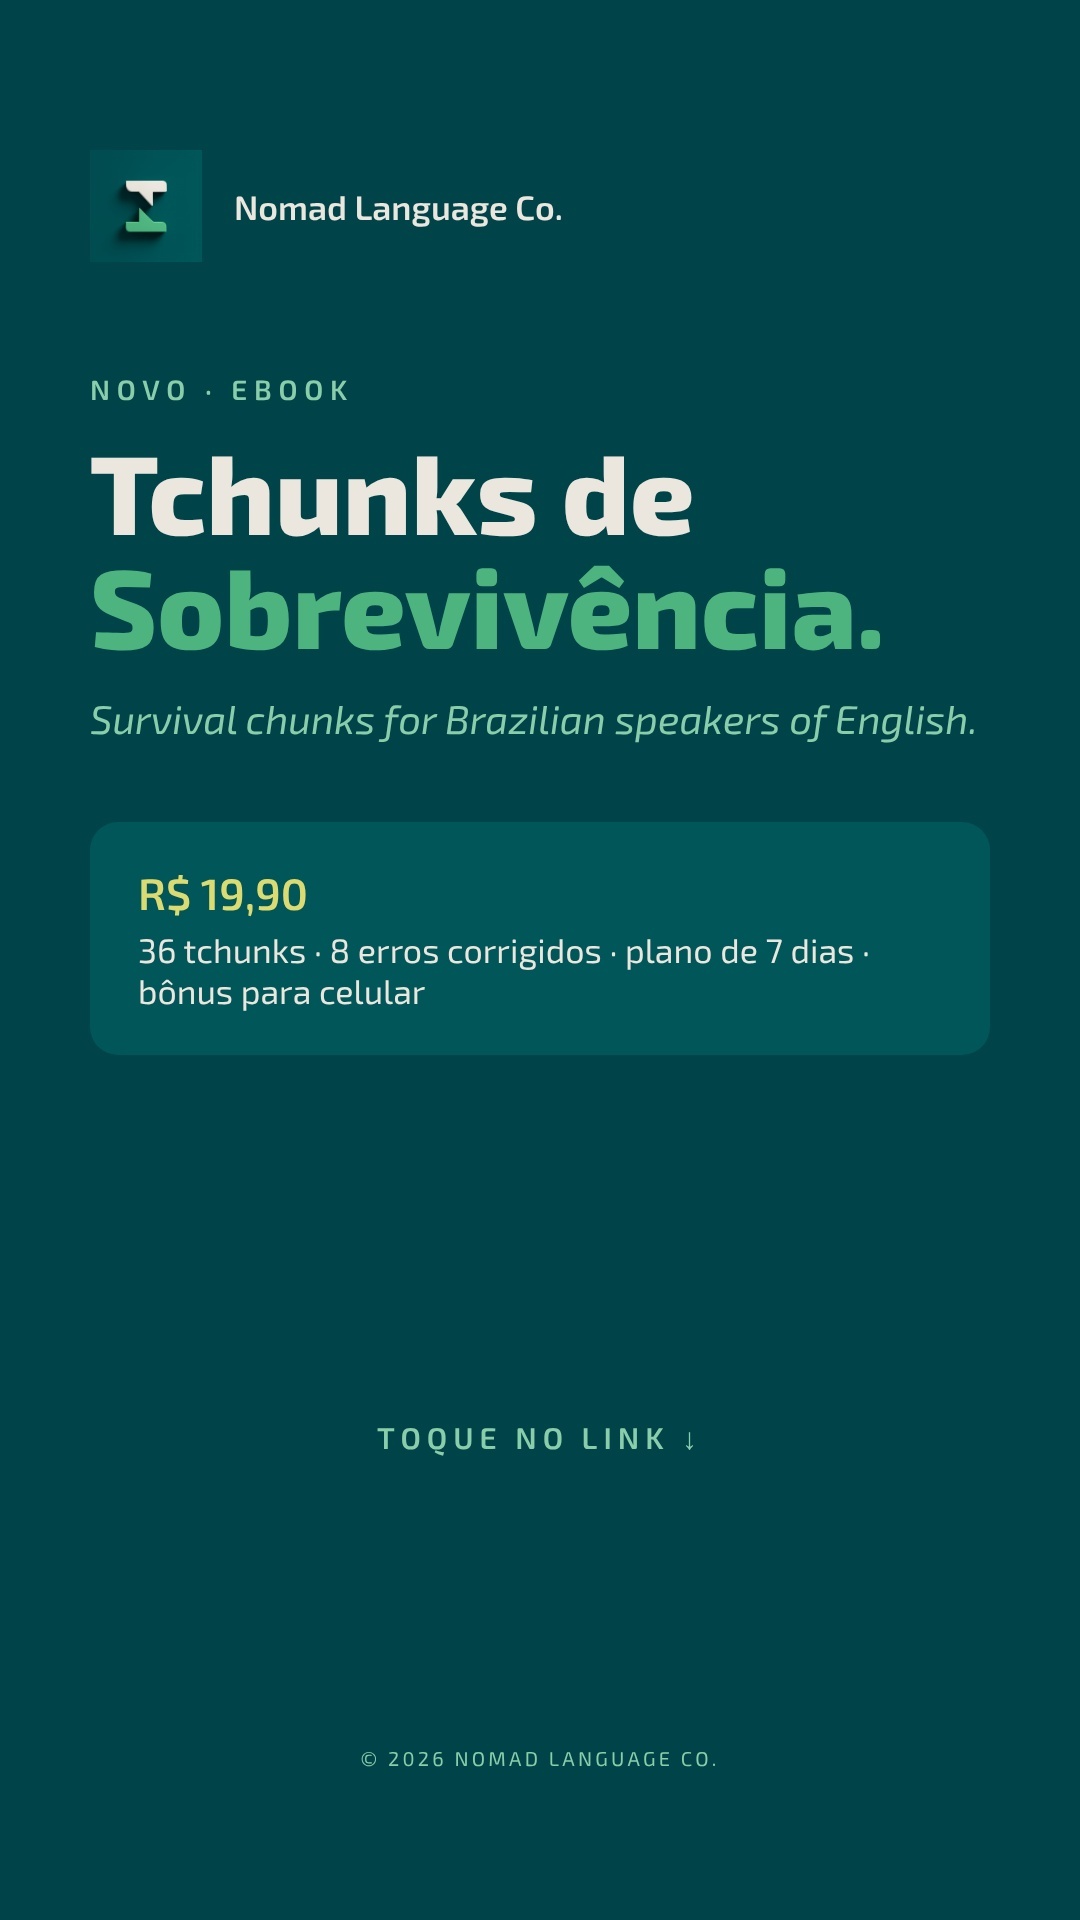 Nomad Language Co.
NOVO · EBOOK
Tchunks de
Sobrevivência.
Survival chunks for Brazilian speakers of English.
R$ 19,90
36 tchunks · 8 erros corrigidos · plano de 7 dias ·
bônus para celular
TOQUE NO LINK ↓
© 2026 NOMAD LANGUAGE CO.